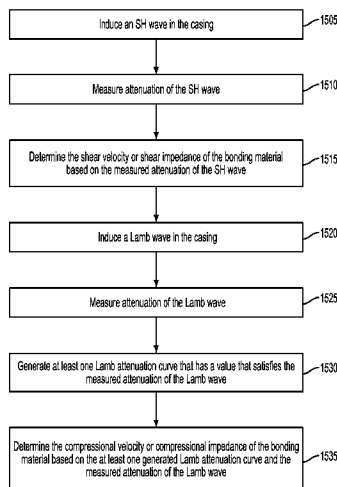 Induce an SH wave in the casing
1505
Measure attenuation of the SH wave
1510
Determine the shear velocity or shear impedance of the bonding material
based on the measured attenuation of the SH wave
1515
Induce a Lamb wave in the casing
1520
Measure attenuation of the Lamb wave
1525
Generate at least one Lamb attenuation curve that has a value that satisfies the
measured attenuation of the Lamb wave
1530
Determine the compressional velocity or compressional impedance of the bonding
material based on the at least one generated Lamb attenuation curve and the
measured attenuation of the Lamb wave
1535